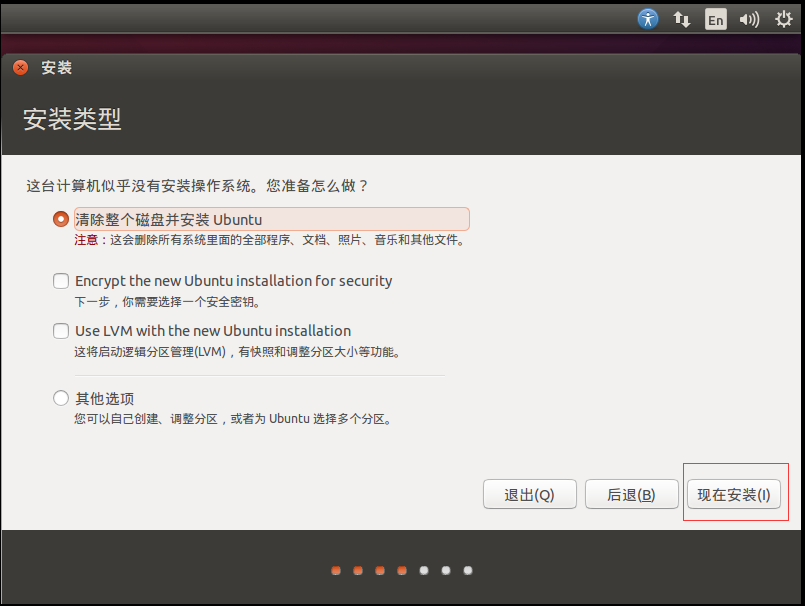 En
安装
安装类型
这台计算机似乎没有安装操作系统。您准备怎么做？
清除整个磁盘并安装 Ubuntu
注意：这会删除所有系统里面的全部程序、文档、照片、音乐和其他文件。
Encrypt the new Ubuntu installation for security
下一步，你需要选择一个安全密钥。
Use LVM with the new Ubuntu installation
这将启动逻辑分区管理(LVM)，有快照和调整分区大小等功能。
其他选项
您可以自己创建、调整分区，或者为 Ubuntu 选择多个分区。
退出(Q) 后退(B) 现在安装(I)